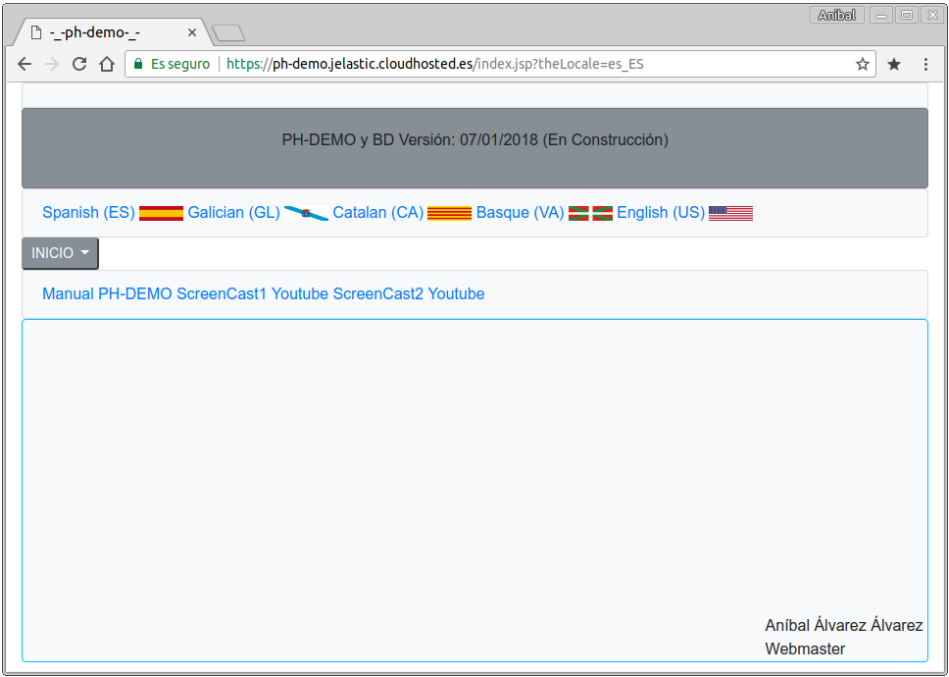 Aníbal
-_-ph-demo-_-
Es seguro https://ph-demo.jelastic.cloudhosted.es/index.jsp?theLocale=es_ES
PH-DEMO y BD Versión: 07/01/2018 (En Construcción)
Spanish (ES) Galician (GL) Catalan (CA) Basque (VA) English (US)
INICIO
Manual PH-DEMO ScreenCast1 Youtube ScreenCast2 Youtube
Aníbal Álvarez Álvarez
Webmaster